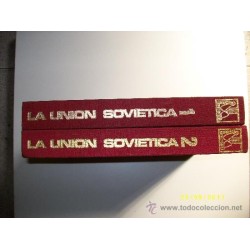 LA UNION SOVIETICA 1
LA UNION SOVIETICA 2
www.todocoleccion.net